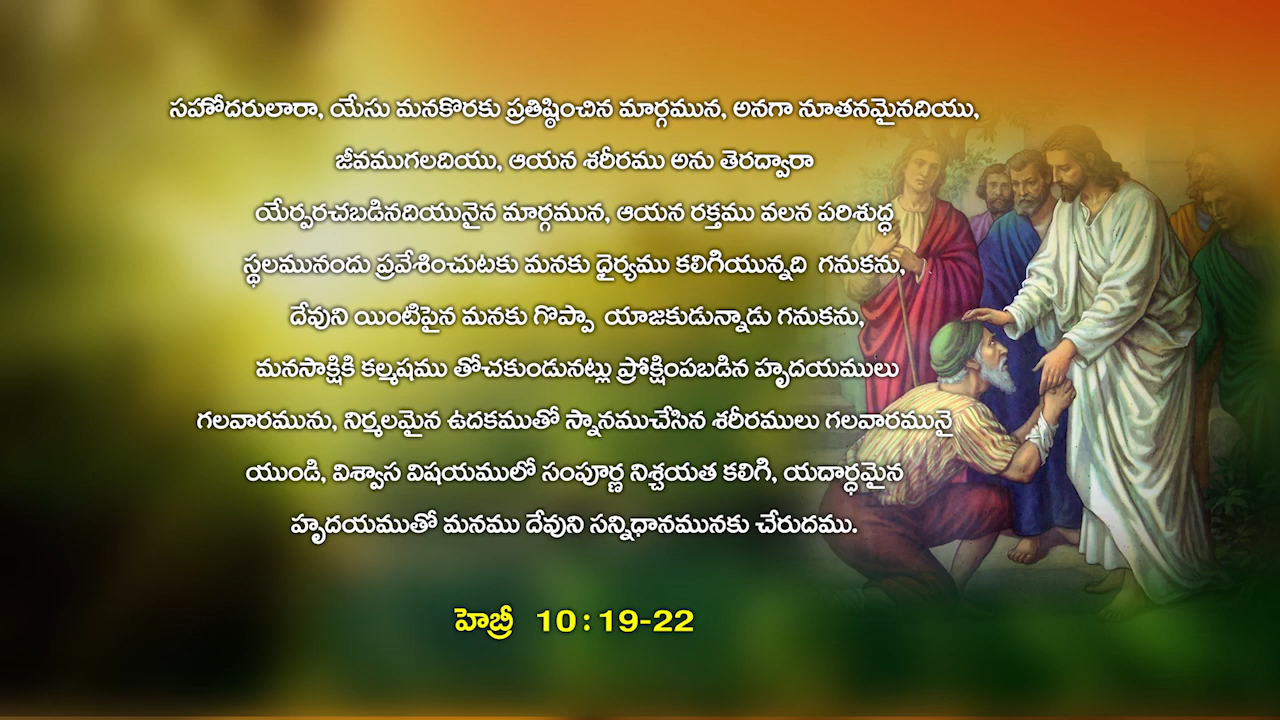 సహోదరులారా, యేసు మనకొరకు ప్రతిష్ఠించిన మార్గమున, అనగా నూతనమైనదియు,
జీవముగలదియు, ఆయన శరీరము అను తెరద్వారా
యేర్పరచబడినదియునైన మార్గమున, ఆయన రక్తము వలన పరిశుద్ధ
స్థలమునందు ప్రవేశించుటకు మనకు ధైర్యము కలిగియున్నది గనుకను,
దేవుని యింటిపైన మనకు గొప్పా యాజకుడున్నాడు గనుకను,
మనసాక్షికి కల్మషము తోచకుండునట్లు ప్రోక్షింపబడిన హృదయములు
గలవారమును, నిర్మలమైన ఉదకముతో స్నానముచేసిన శరీరములు గలవారమునై
యుండి, విశ్వాస విషయములో సంపూర్ణ నిశ్చయత కలిగి, యదార్ధమైన
హృదయముతో మనము దేవుని సన్నిధానమునకు చేరుదము.
హెబ్రీ 10 : 19-22